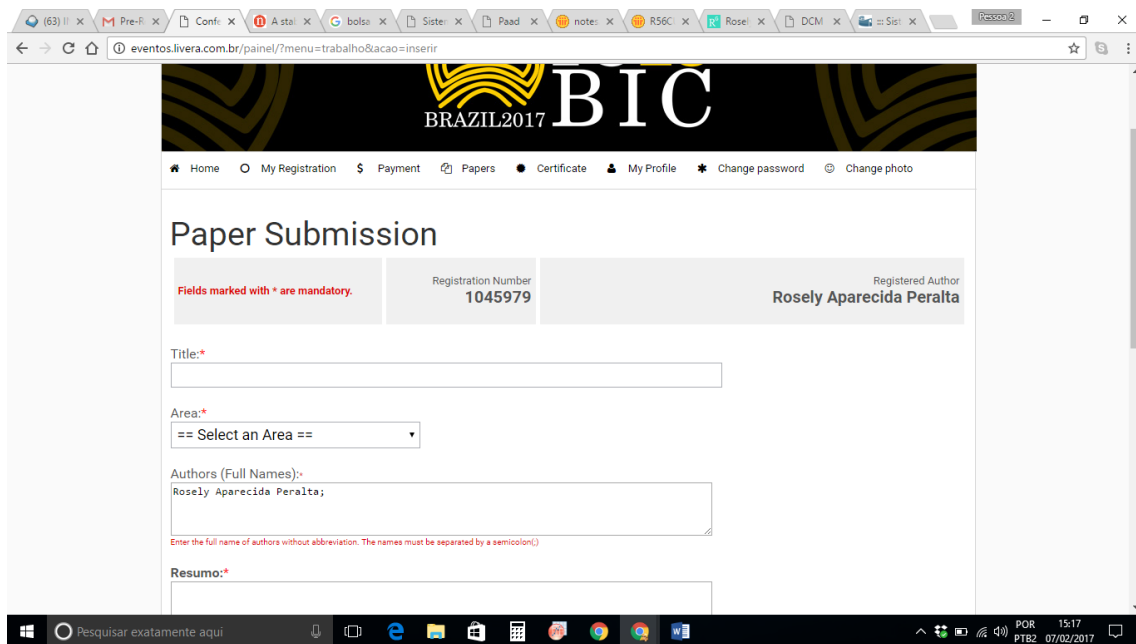 (63) (
M Pre-R
Confe
A stal
G bolsa
Sister
Paad
notes
R56C
Rosel
DCM
::: Sist
Pessoa 2
eventos.livera.com.br/painel/?menu=trabalho&acao=inserir
BRAZIL2017
BIC
Home
My Registration
$ Payment
Papers
Certificate
My Profile
Change password
Change photo
Paper Submission
Fields marked with * are mandatory.
Registration Number
1045979
Registered Author
Rosely Aparecida Peralta
Title:*
Area:*
== Select an Area ==
Authors (Full Names):*
Rosely Aparecida Peralta;
Enter the full name of authors without abbreviation. The names must be separated by a semicolon(;)
Resumo:*
Pesquisar exatamente aqui
POR
PTB2
15:17
07/02/2017